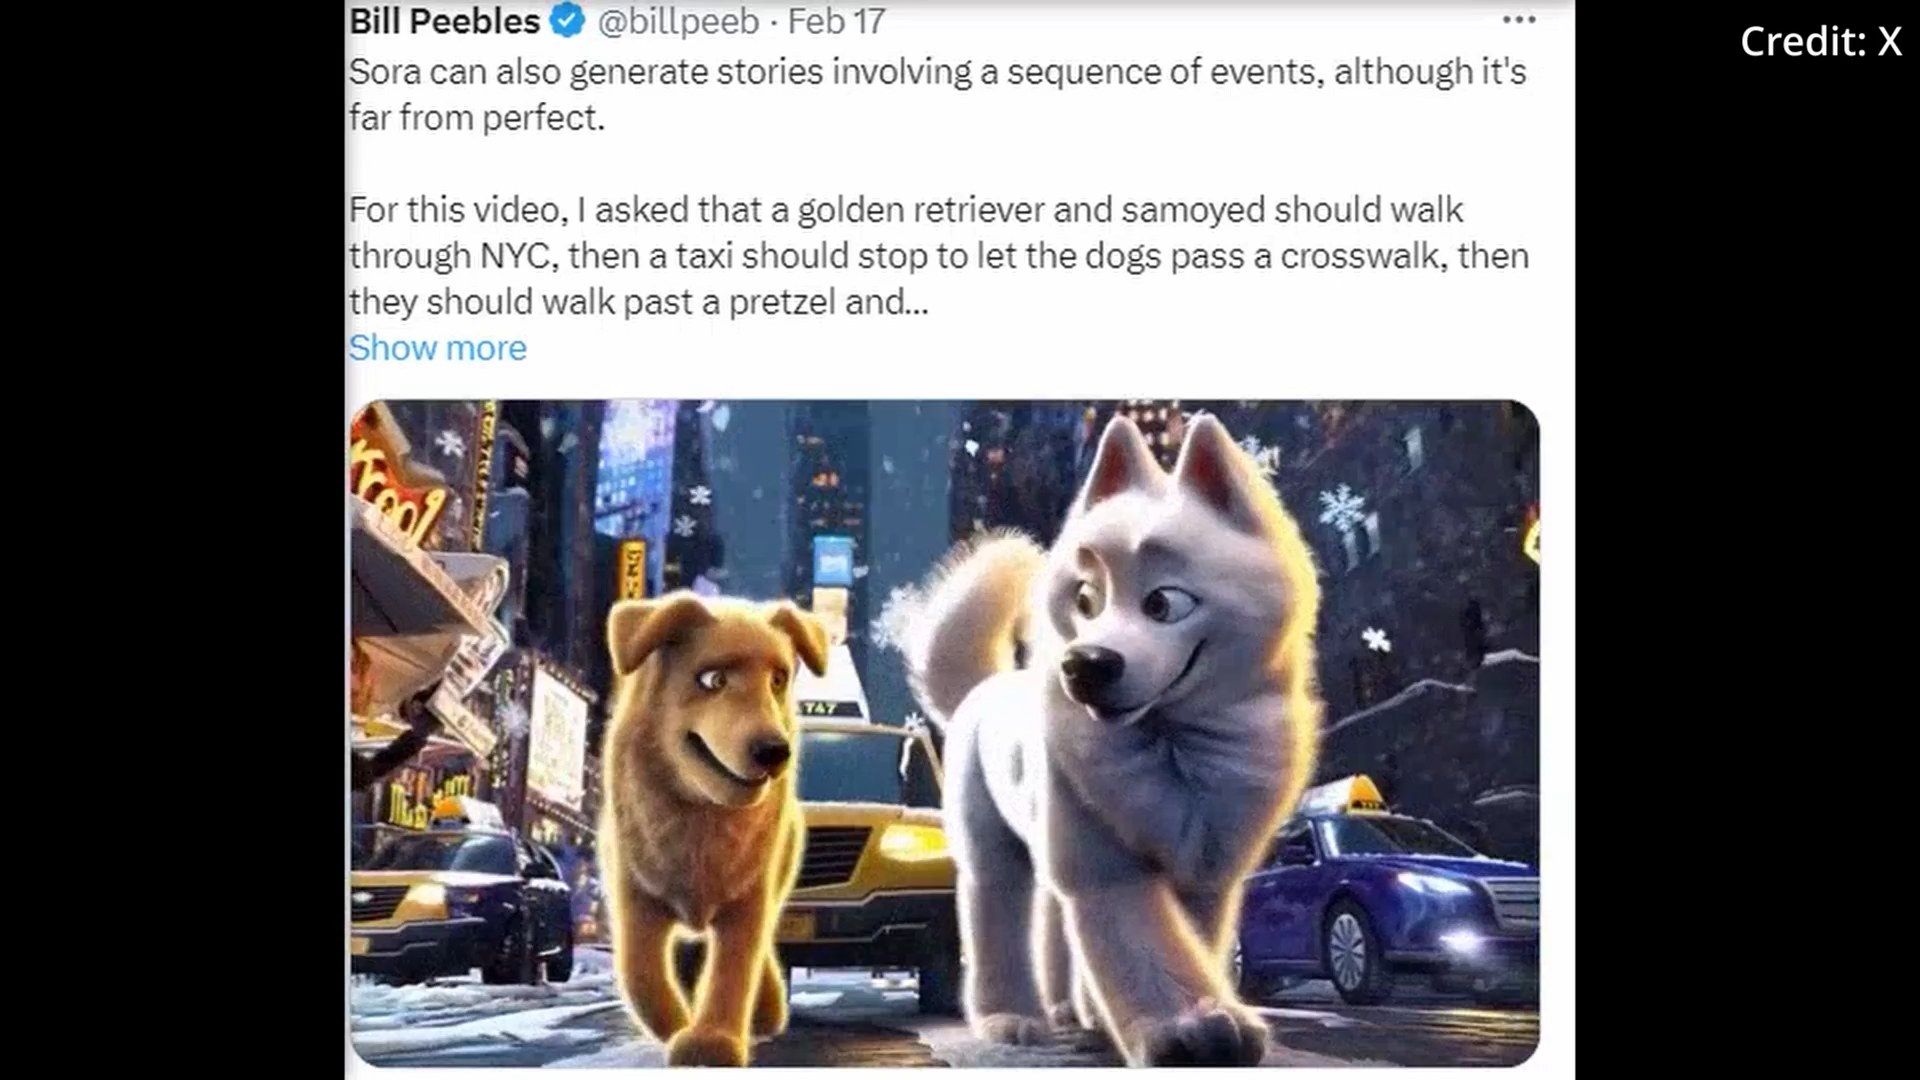 Bill Peebles @billpeeb · Feb 17
Credit: X
Sora can also generate stories involving a sequence of events, although it's
far from perfect.
For this video, I asked that a golden retriever and samoyed should walk
through NYC, then a taxi should stop to let the dogs pass a crosswalk, then
they should walk past a pretzel and...
Show more
747